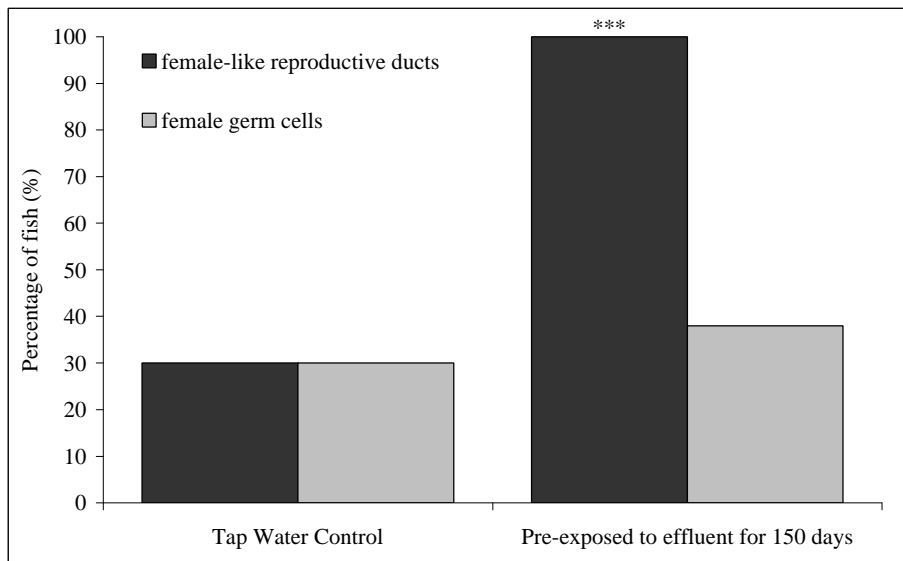 ***
100
90
80
70
60
50
40
30
20
10
0
Percentage of fish (%)
female-like reproductive ducts
female germ cells
Tap Water Control
Pre-exposed to effluent for 150 days